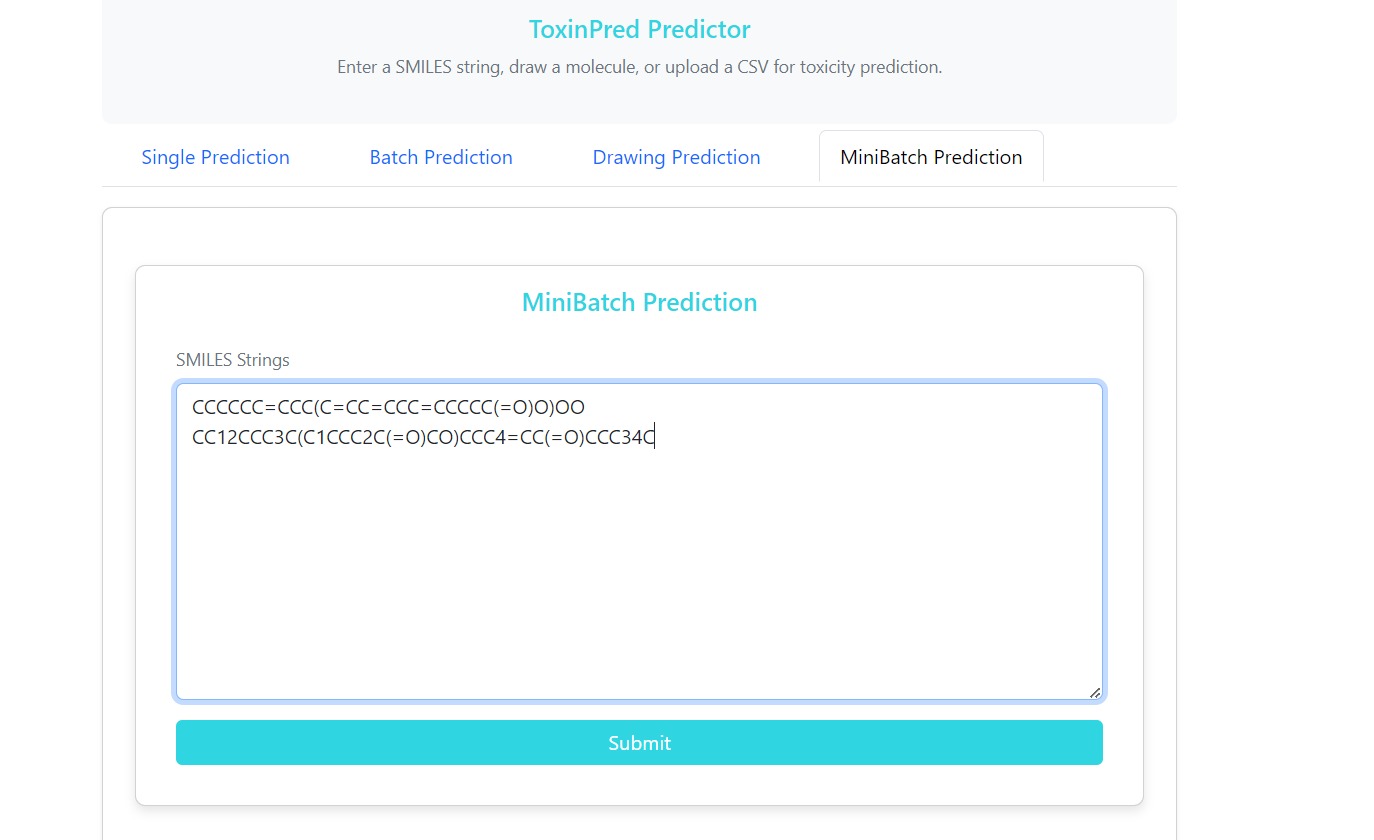 ToxinPred Predictor
Enter a SMILES string, draw a molecule, or upload a CSV for toxicity prediction.
Single Prediction
Batch Prediction
Drawing Prediction
MiniBatch Prediction
MiniBatch Prediction
SMILES Strings
CCCCCC=CCC(C=CC=CCC=CCCCC(=O)O)OO
CC12CCC3C(C1CCC2C(=O)CO)CCC4=CC(=O)CCC34C
Submit